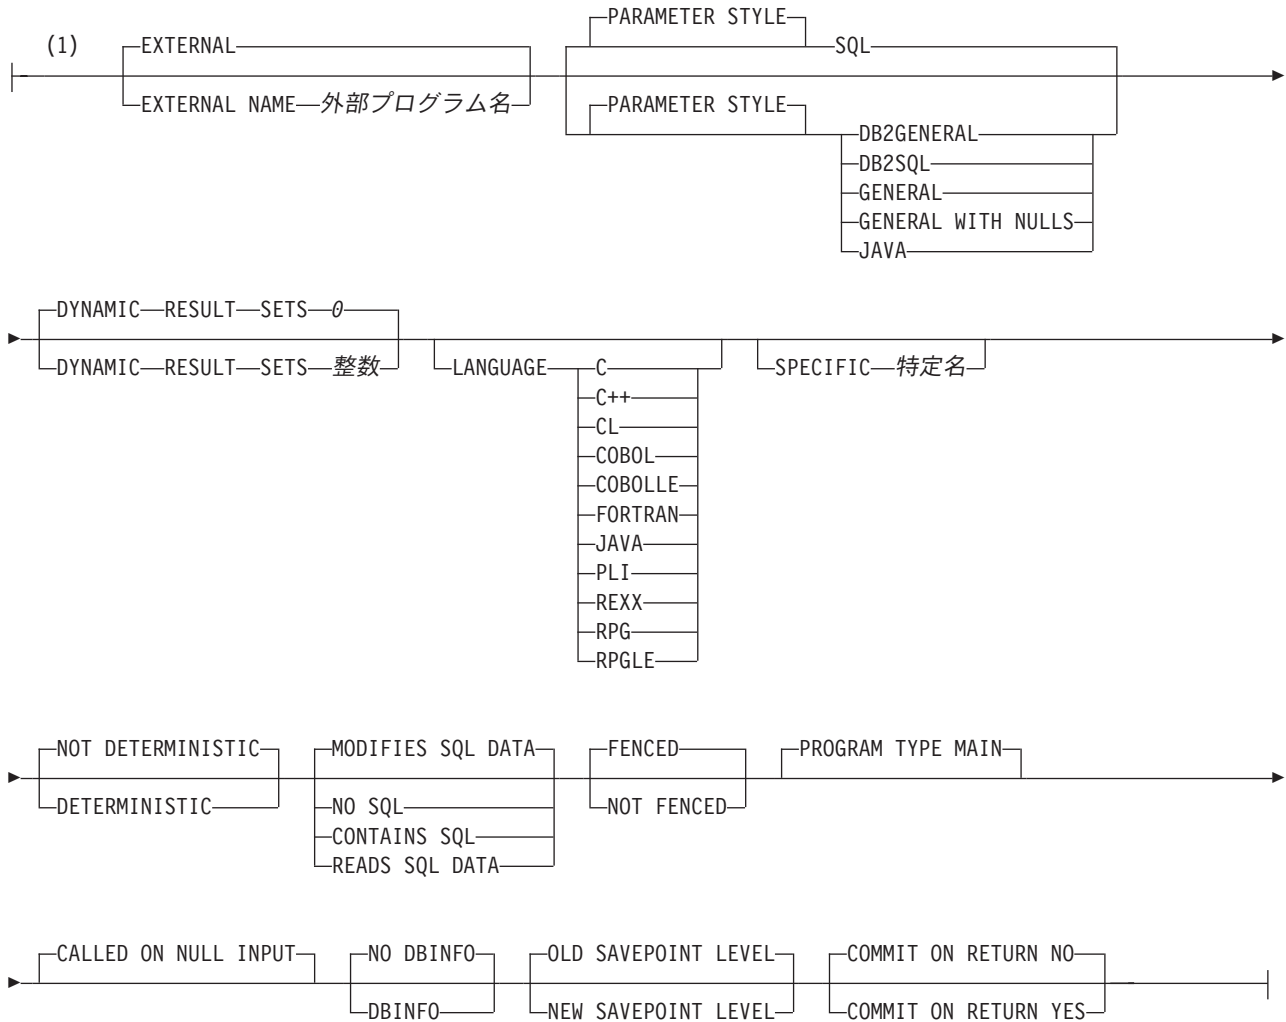 PARAMETER STYLE
(1) EXTERNAL SQL
EXTERNAL NAME 外部プログラム名 PARAMETER STYLE
DB2GENERAL
DB2SQL
GENERAL
GENERAL WITH NULLS
JAVA
DYNAMIC RESULT SETS 0
DYNAMIC RESULT SETS 整数 LANGUAGE C SPECIFIC 特定名
C++
CL
COBOL
COBOLLE
FORTRAN
JAVA
PLI
REXX
RPG
RPGLE
NOT DETERMINISTIC MODIFIES SQL DATA FENCED PROGRAM TYPE MAIN
DETERMINISTIC NO SQL NOT FENCED
CONTAINS SQL
READS SQL DATA
CALLED ON NULL INPUT NO DBINFO OLD SAVEPOINT LEVEL COMMIT ON RETURN NO
DBINFO NEW SAVEPOINT LEVEL COMMIT ON RETURN YES